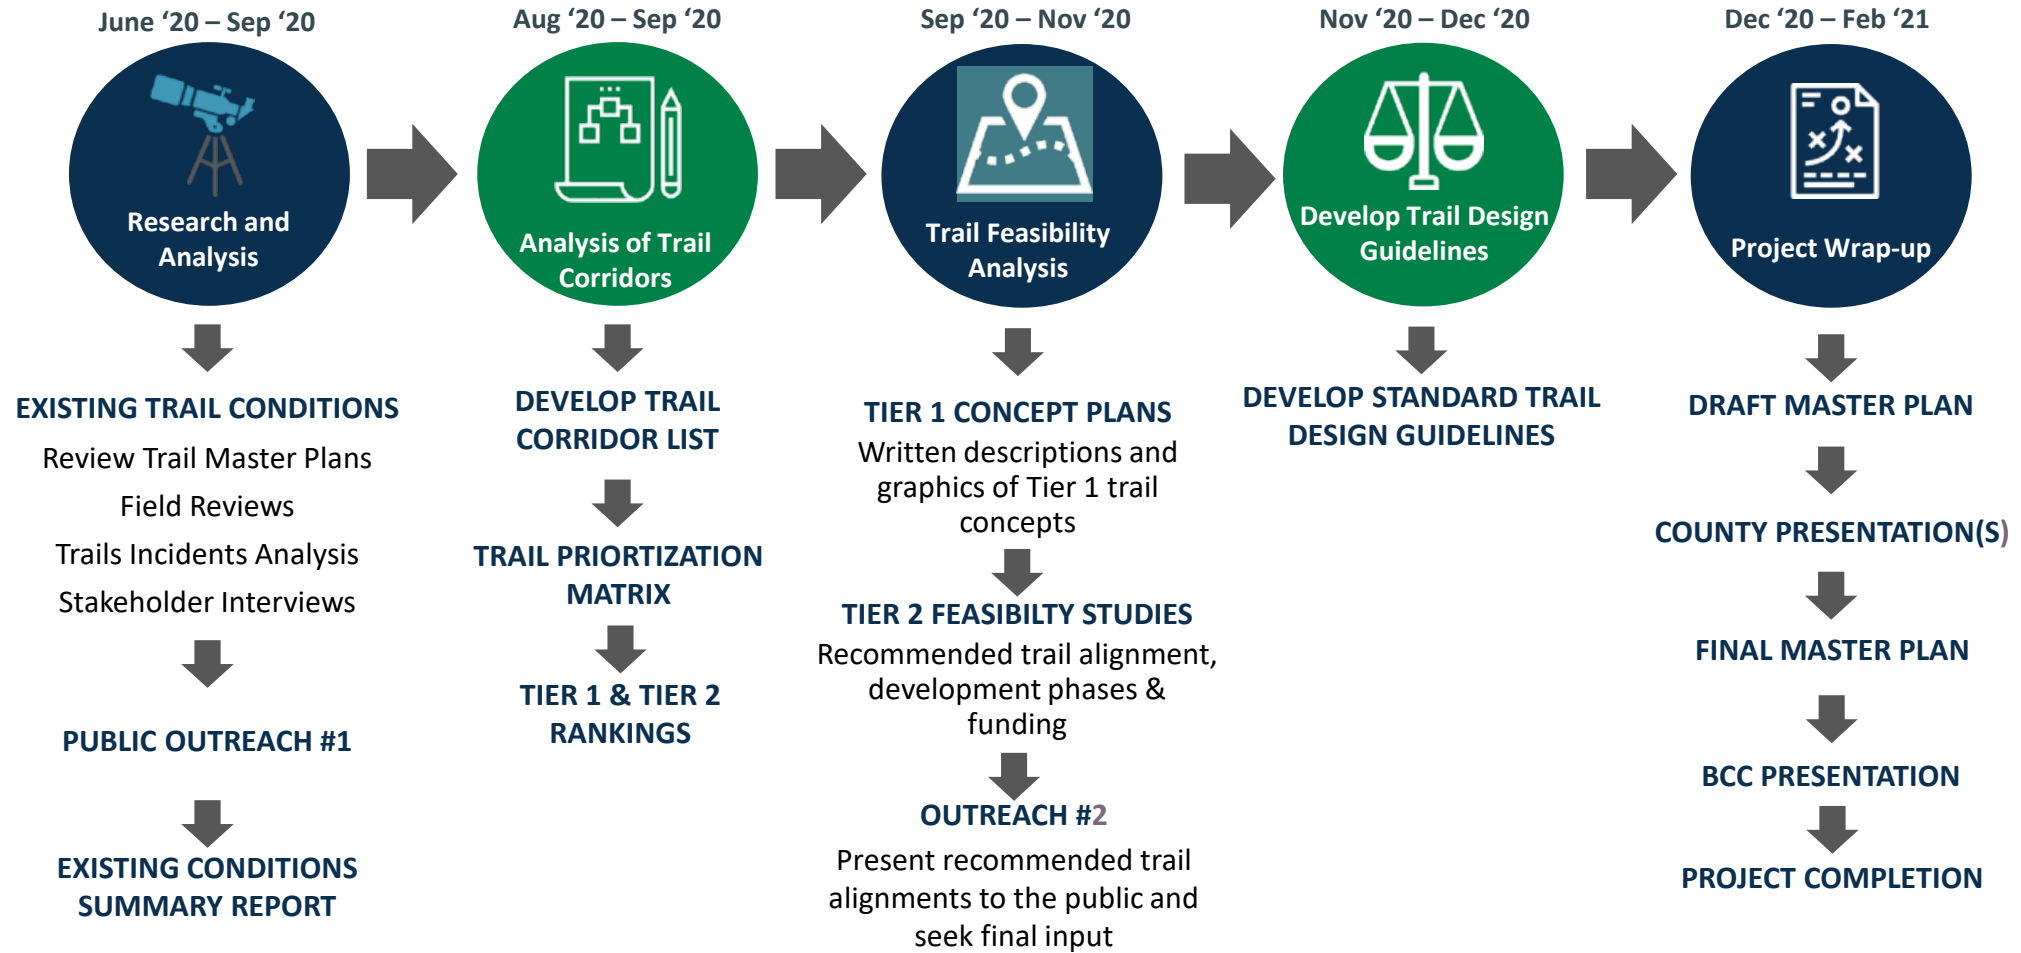 June ‘20 – Sep ‘20
Research and
Analysis
EXISTING TRAIL CONDITIONS
Review Trail Master Plans
Field Reviews
Trails Incidents Analysis
Stakeholder Interviews
PUBLIC OUTREACH #1
EXISTING CONDITIONS
SUMMARY REPORT
Aug ‘20 – Sep ‘20
Analysis of Trail
Corridors
DEVELOP TRAIL
CORRIDOR LIST
TRAIL PRIORTIZATION
MATRIX
TIER 1 & TIER 2
RANKINGS
Sep ‘20 – Nov ‘20
Trail Feasibility
Analysis
TIER 1 CONCEPT PLANS
Written descriptions and
graphics of Tier 1 trail
concepts
TIER 2 FEASIBILTY STUDIES
Recommended trail alignment,
development phases &
funding
OUTREACH #2
Present recommended trail
alignments to the public and
seek final input
Nov ‘20 – Dec ‘20
Develop Trail Design
Guidelines
DEVELOP STANDARD TRAIL
DESIGN GUIDELINES
Dec ‘20 – Feb ‘21
Project Wrap-up
DRAFT MASTER PLAN
COUNTY PRESENTATION(S)
FINAL MASTER PLAN
BCC PRESENTATION
PROJECT COMPLETION